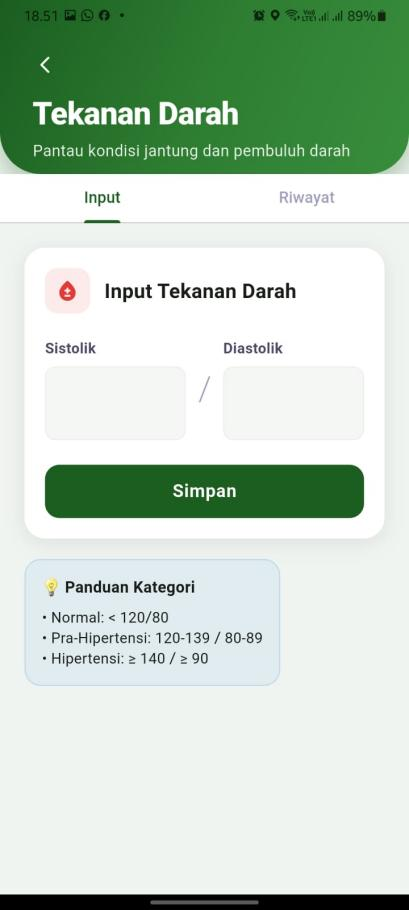 18.51 89%
Tekanan Darah
Pantau kondisi jantung dan pembuluh darah
Input Riwayat
Input Tekanan Darah
Sistolik Diastolik
/
Simpan
💡 Panduan Kategori
• Normal: < 120/80
• Pra-Hipertensi: 120-139 / 80-89
• Hipertensi: ≥ 140 / ≥ 90